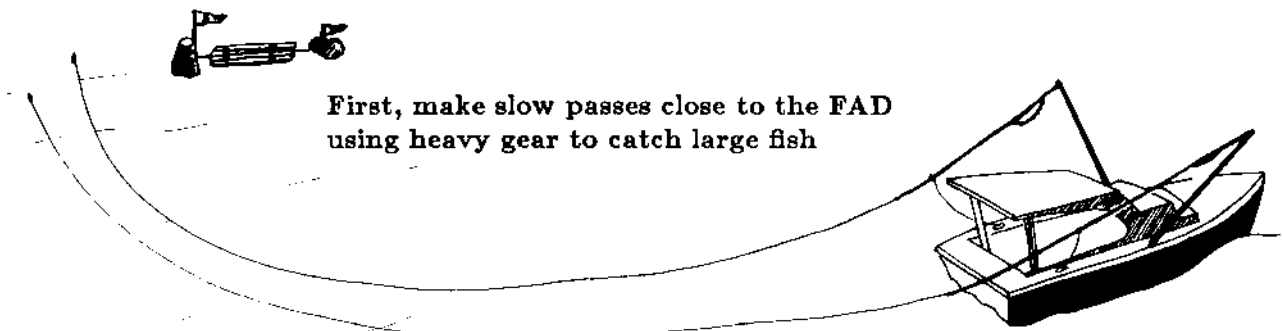 First, make slow passes close to the FAD
using heavy gear to catch large fish